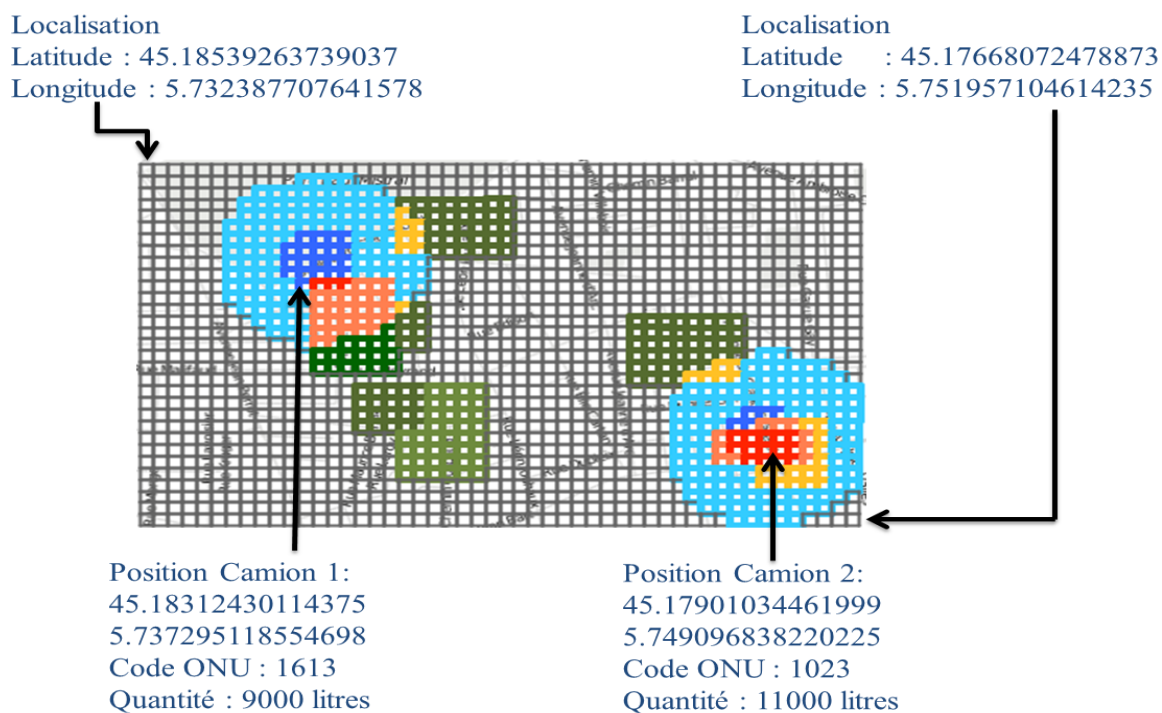 Localisation
Latitude : 45.18539263739037
Longitude : 5.732387707641578
Localisation
Latitude : 45.17668072478873
Longitude : 5.751957104614235
Position Camion 1:
45.18312430114375
5.737295118554698
Code ONU : 1613
Quantité : 9000 litres
Position Camion 2:
45.17901034461999
5.749096838220225
Code ONU : 1023
Quantité : 11000 litres